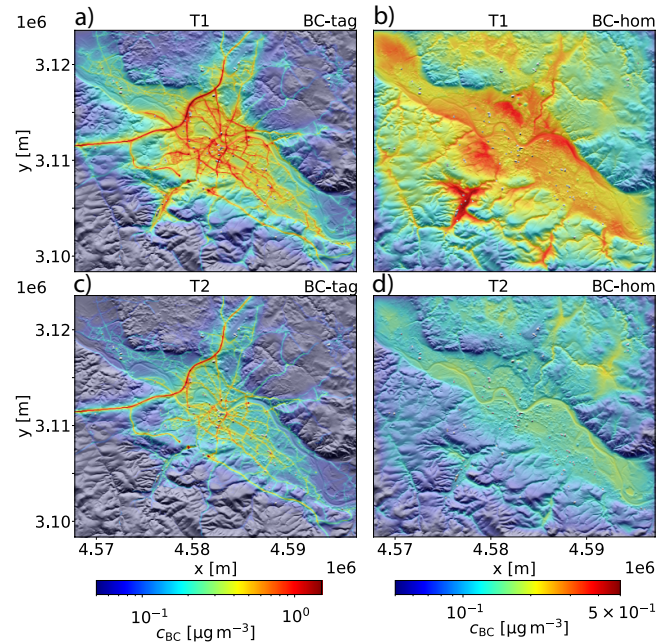 a) T1 BC-tag b) T1 BC-hom
1e6
3.12
3.11
3.10
y [m]
c) T2 BC-tag d) T2 BC-hom
1e6
3.12
3.11
3.10
y [m]
4.57 4.58 4.59 4.57 4.58 4.59
x [m] 1e6 x [m] 1e6
10⁻¹ 10⁰ 10⁻¹ 5 × 10⁻¹
c_BC [µg m⁻³] c_BC [µg m⁻³]